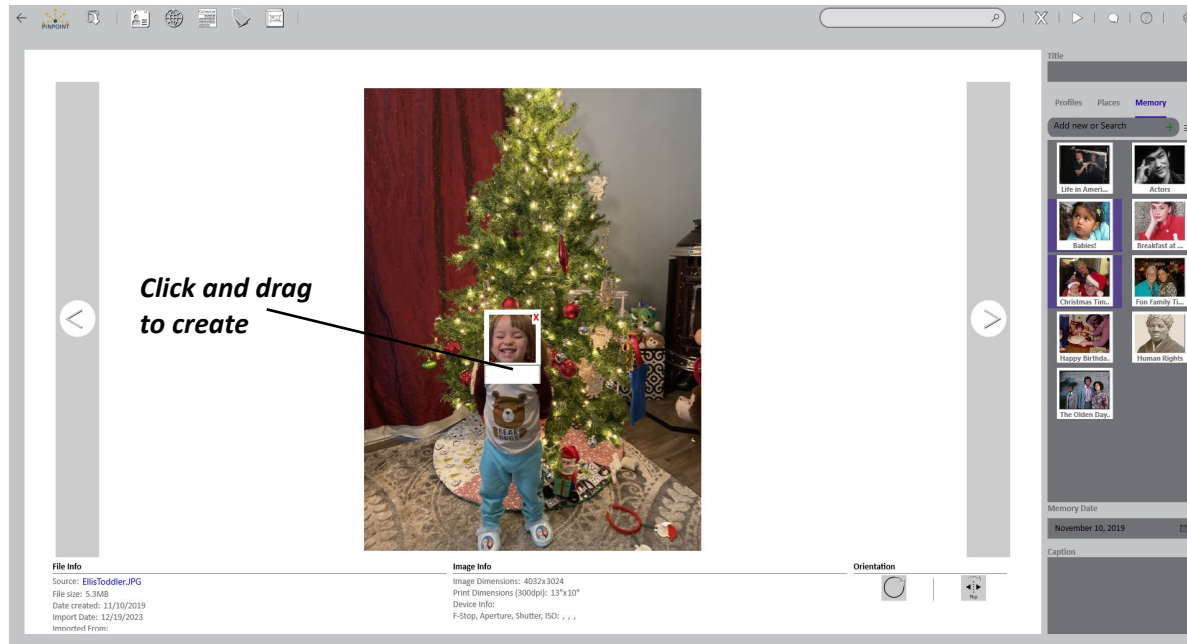 PINPOINT
Title
Profiles Places Memory
Add new or Search
Life in Ameri... Actors
Babies! Breakfast at ...
Christmas Tim.. Fun Family Ti...
Happy Birthda.. Human Rights
The Olden Day..
Click and drag
to create
X
BEAR
HUGS
Memory Date
November 10, 2019
Caption
File Info
Source: EllisToddler.JPG
File size: 5.3MB
Date created: 11/10/2019
Import Date: 12/19/2023
Imported From:
Image Info
Image Dimensions: 4032x3024
Print Dimensions (300dpi): 13"x10"
Device Info:
F-Stop, Aperture, Shutter, ISO: , , ,
Orientation
Flip